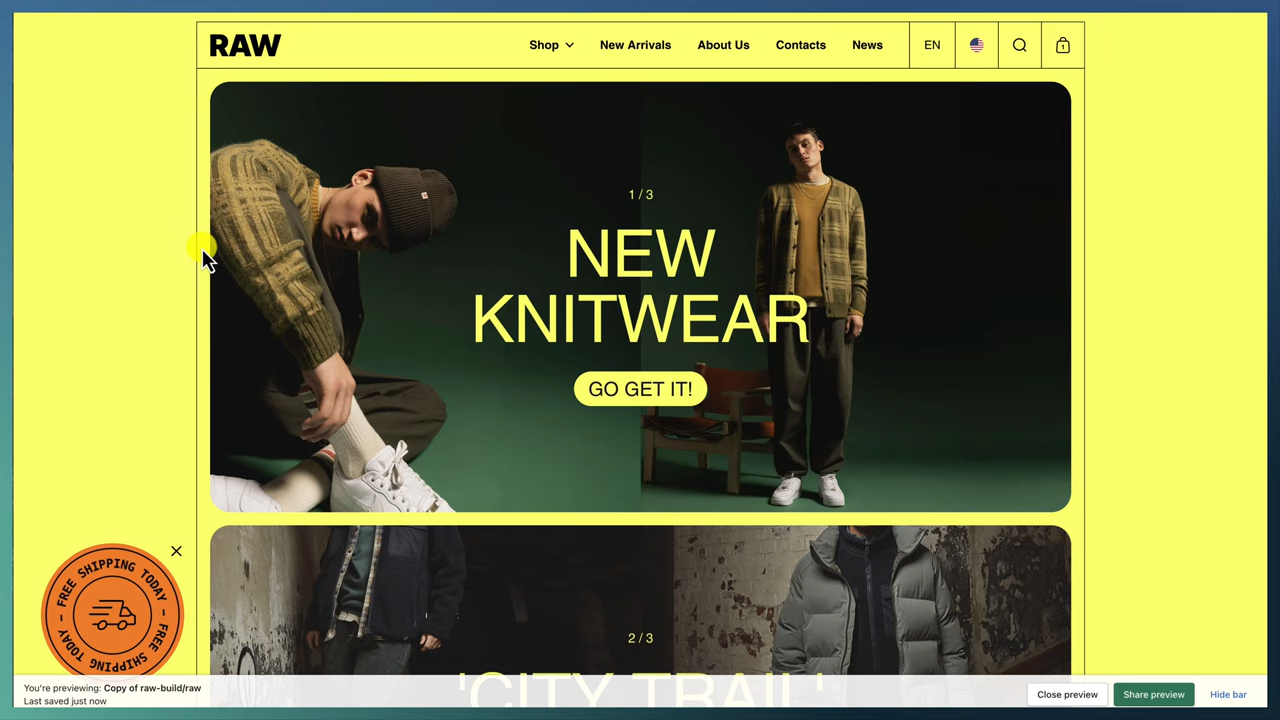 RAW
Shop
New Arrivals
About Us
Contacts
News
EN
1
1 / 3
NEW
KNITWEAR
GO GET IT!
2 / 3
'CITY TRAIL'
FREE SHIPPING TODAY – FREE SHIPPING TODAY –
You're previewing: Copy of raw-build/raw
Last saved just now
Close preview
Share preview
Hide bar